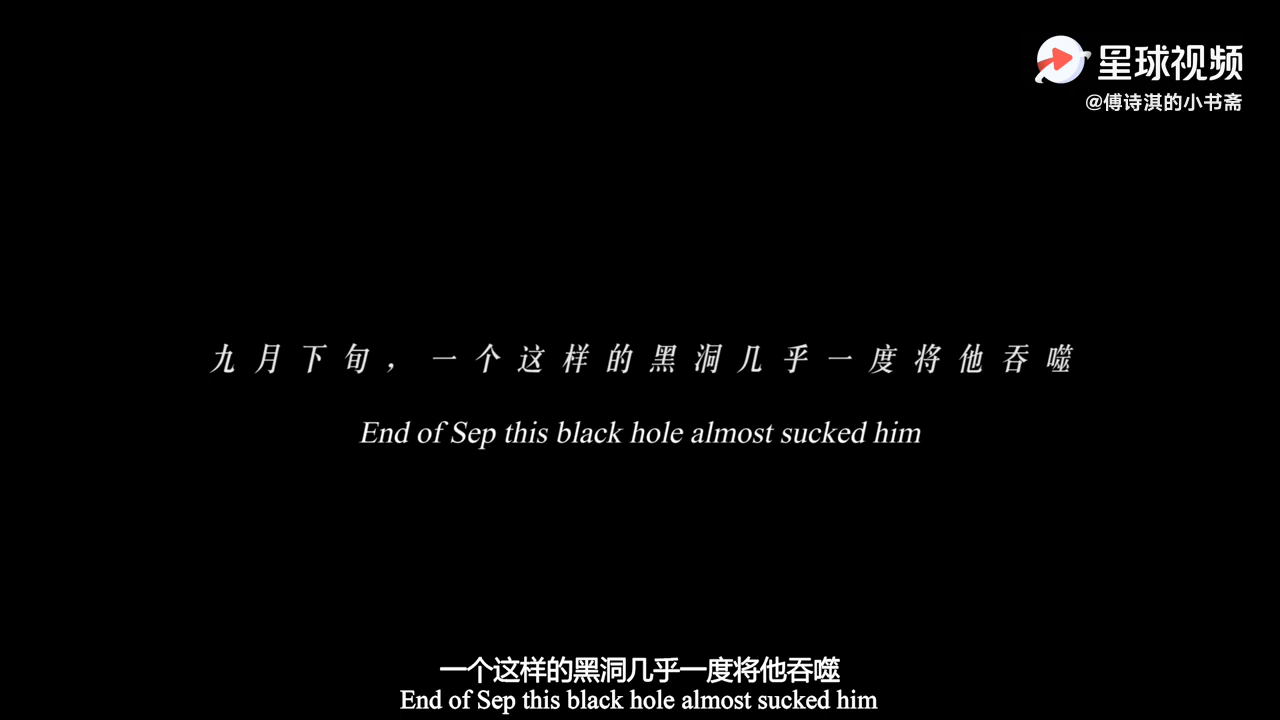 星球视频
@傅诗淇的小书斋
九月下旬，一个这样的黑洞几乎一度将他吞噬
End of Sep this black hole almost sucked him
一个这样的黑洞几乎一度将他吞噬
End of Sep this black hole almost sucked him